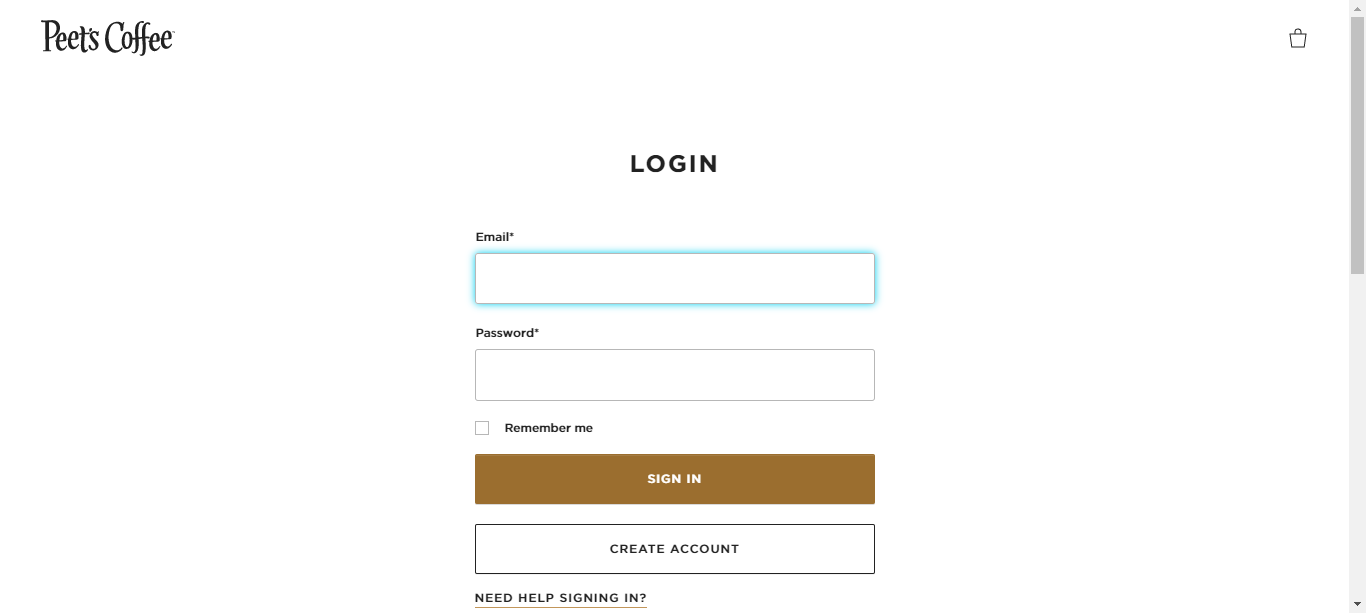 Peet's Coffee
LOGIN
Email*
Password*
Remember me
SIGN IN
CREATE ACCOUNT
NEED HELP SIGNING IN?